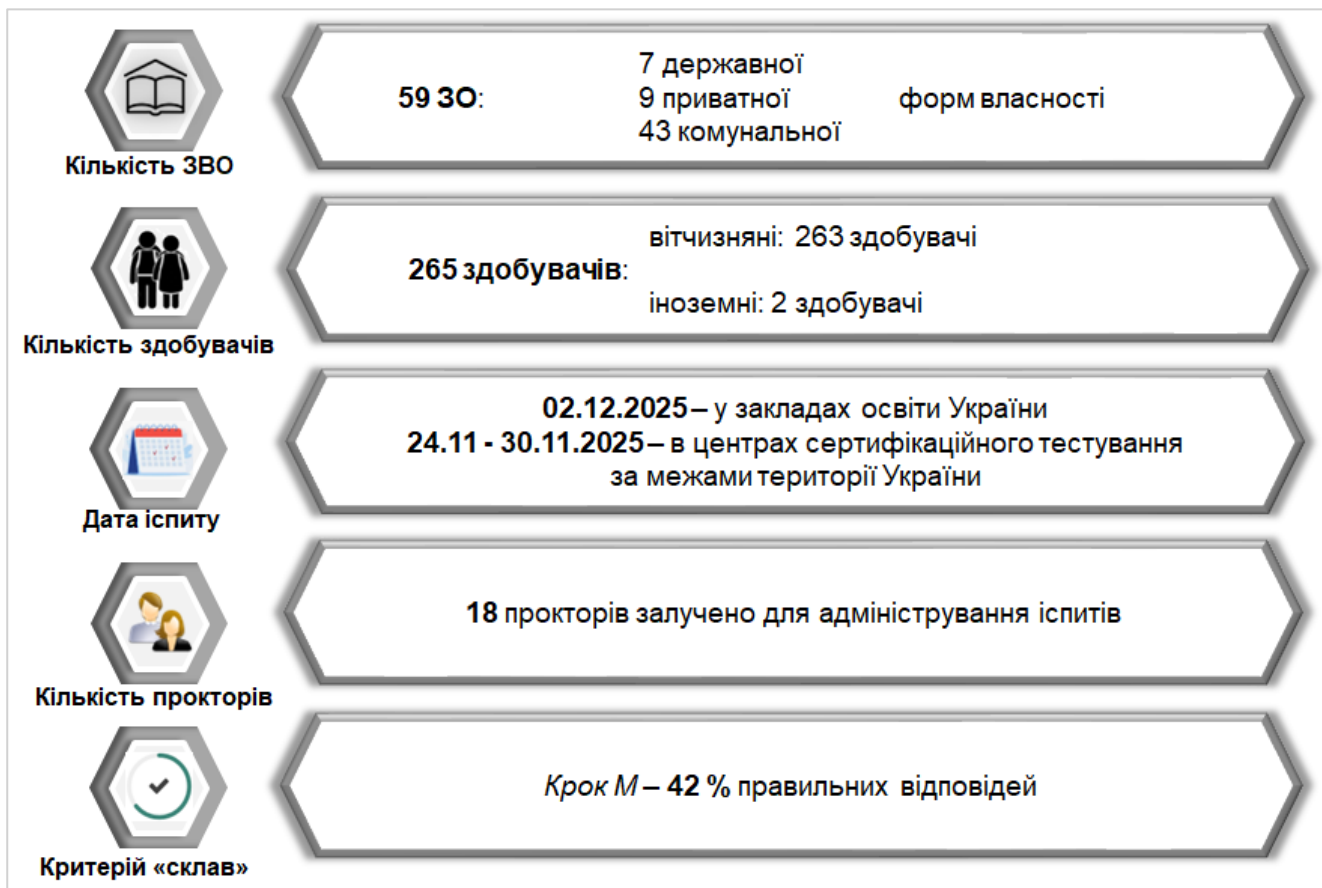 7 державної
59 ЗО: 9 приватної форм власності
43 комунальної
Кількість ЗВО
вітчизняні: 263 здобувачі
265 здобувачів:
іноземні: 2 здобувачі
Кількість здобувачів
02.12.2025 – у закладах освіти України
24.11 - 30.11.2025 – в центрах сертифікаційного тестування
за межами території України
Дата іспиту
18 прокторів залучено для адміністрування іспитів
Кількість прокторів
Крок М – 42 % правильних відповідей
Критерій «склав»